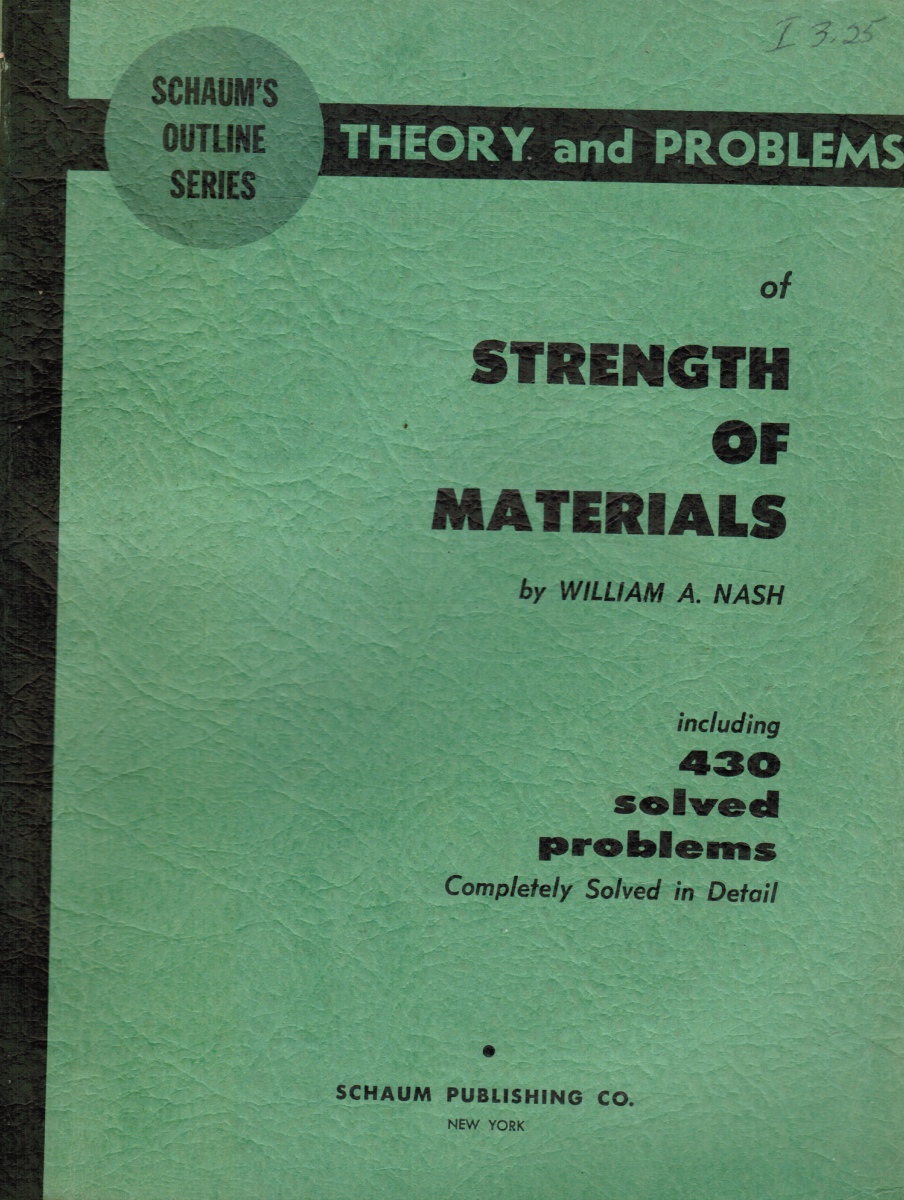 I 3.25
SCHAUM'S
OUTLINE
SERIES
THEORY and PROBLEMS
of
STRENGTH
OF
MATERIALS
by WILLIAM A. NASH
including
430
solved
problems
Completely Solved in Detail
SCHAUM PUBLISHING CO.
NEW YORK